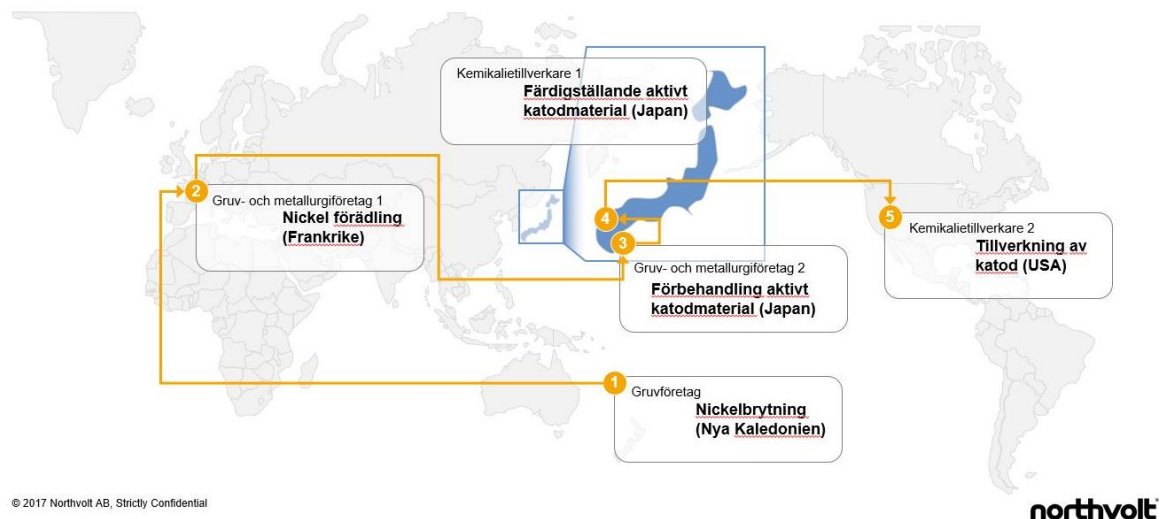 Kemikalietillverkare 1
Färdigställande aktivt
katodmaterial (Japan)
2
Gruv- och metallurgiföretag 1
Nickel förädling
(Frankrike)
4
3
5
Kemikalietillverkare 2
Tillverkning av
katod (USA)
Gruv- och metallurgiföretag 2
Förbehandling aktivt
katodmaterial (Japan)
1
Gruvföretag
Nickelbrytning
(Nya Kaledonien)
© 2017 Northvolt AB, Strictly Confidential
northvolt